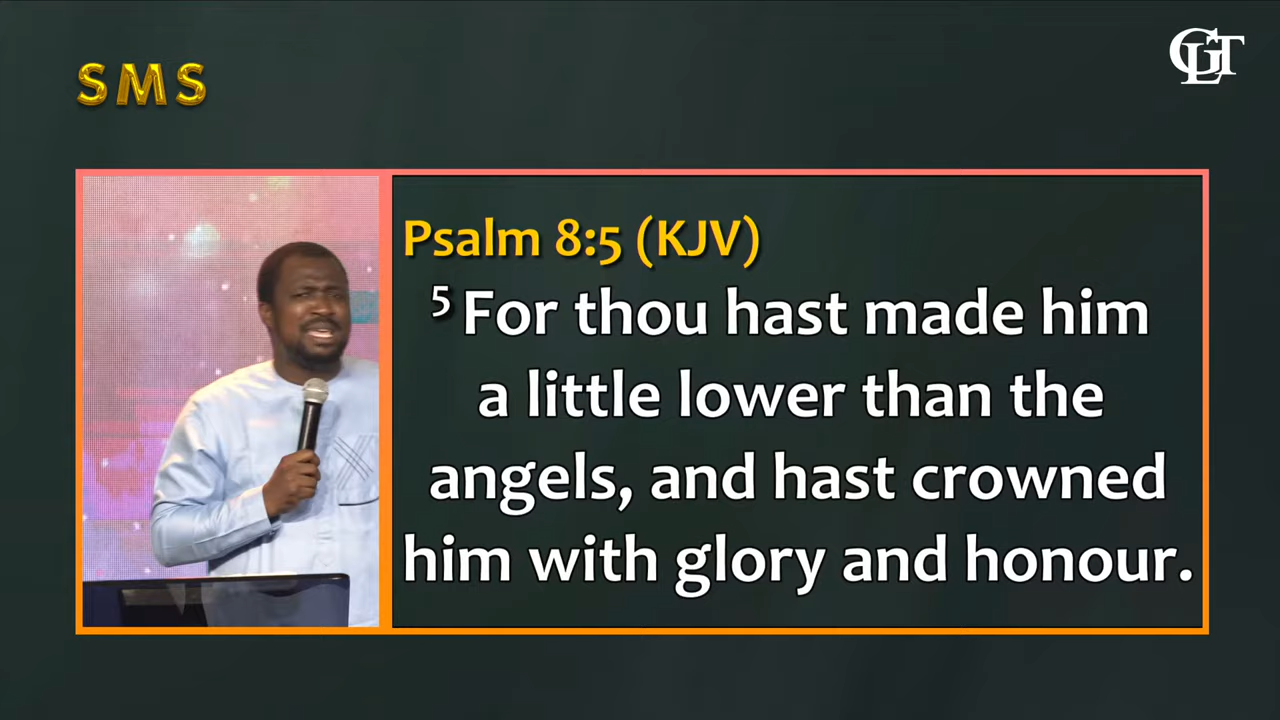 SMS
GLT
Psalm 8:5 (KJV)
5 For thou hast made him
a little lower than the
angels, and hast crowned
him with glory and honour.